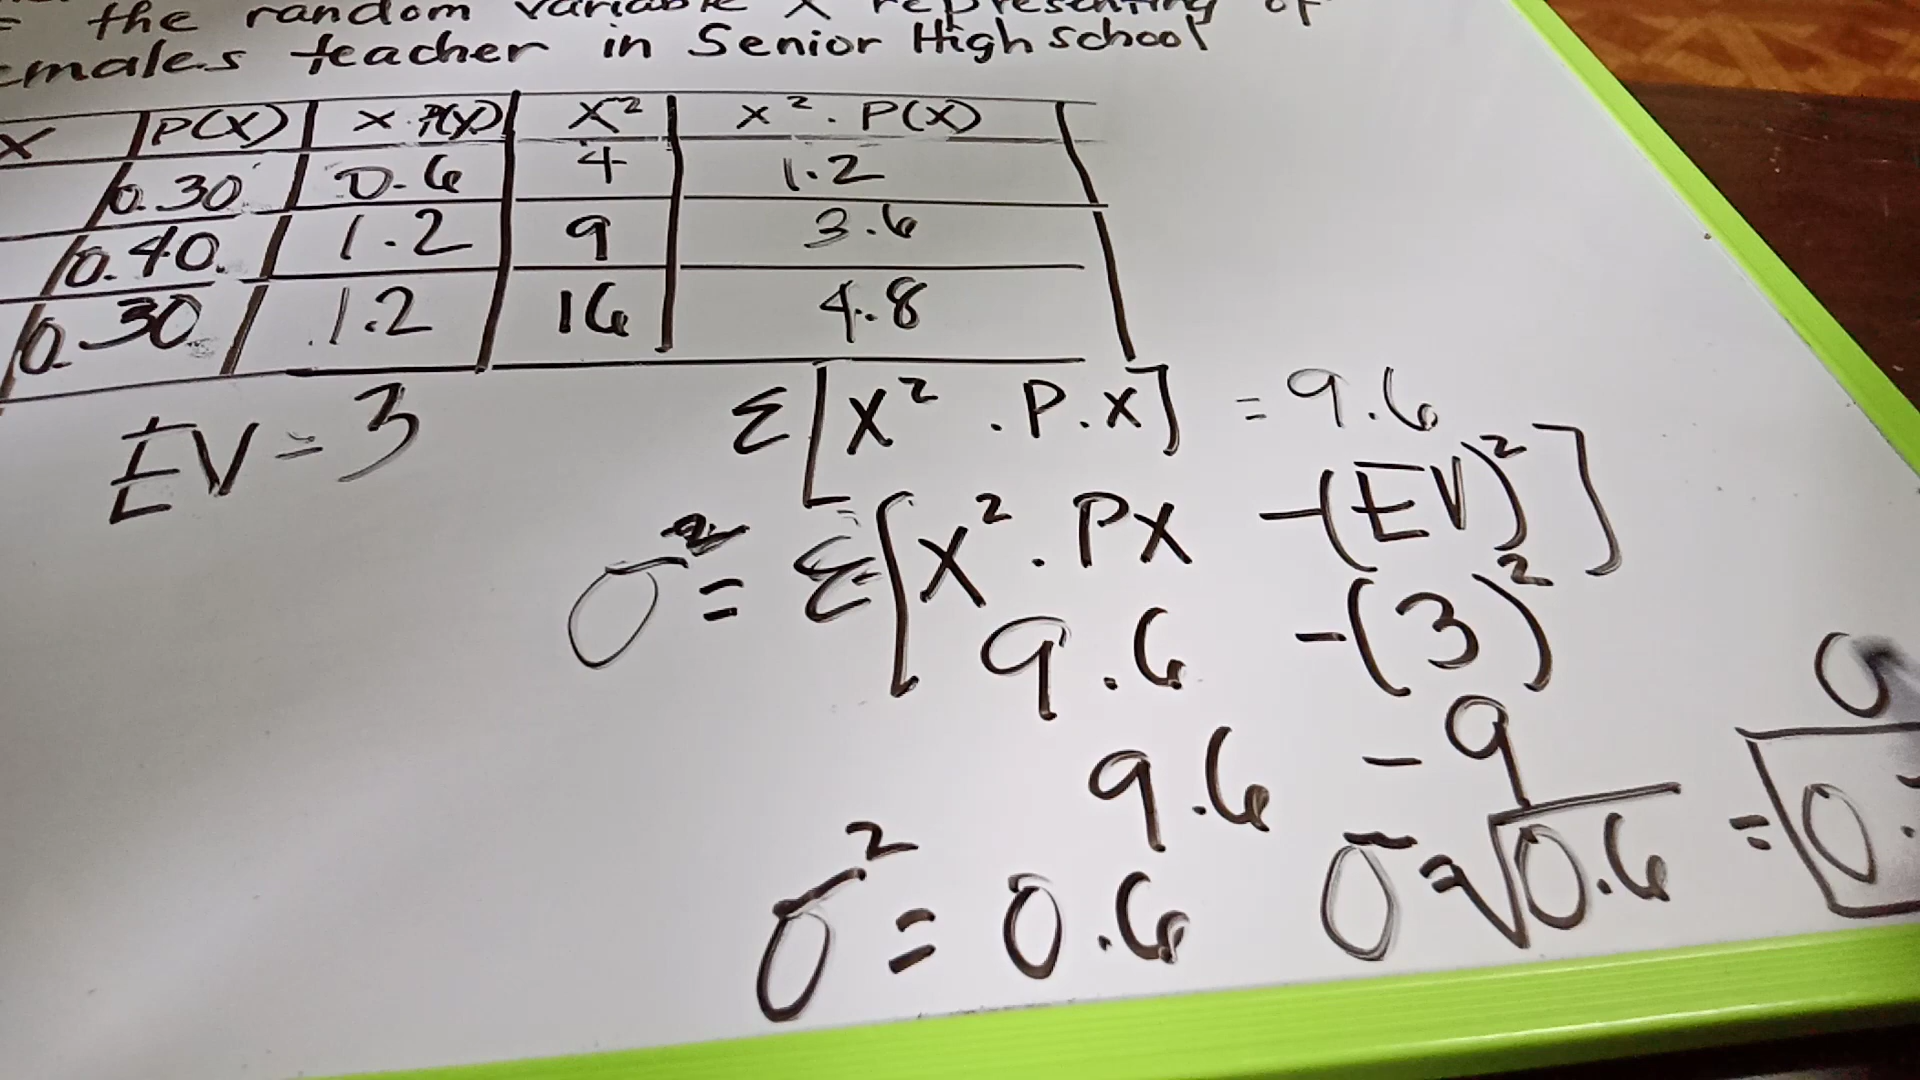 the random variable X representing of
females teacher in Senior High school
X P(X) X·P(X) X² X²·P(X)
0.30 0.6 4 1.2
0.40 1.2 9 3.6
0.30 1.2 16 4.8
EV=3 Σ[X².P.X] = 9.6
σ² = Σ[X².PX -(EV)²]
9.6 -(3)²
9.6 - 9
σ² = 0.6 σ=√0.6 = 0.